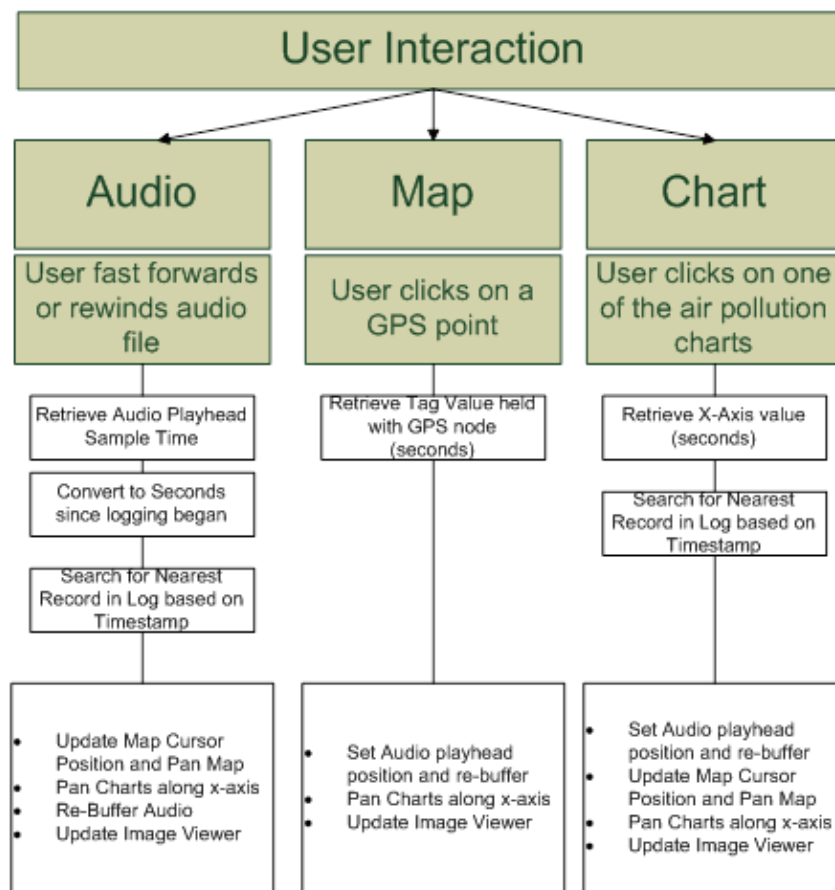 User Interaction
Audio
User fast forwards
or rewinds audio
file
Retrieve Audio Playhead
Sample Time
Convert to Seconds
since logging began
Search for Nearest
Record in Log based on
Timestamp
• Update Map Cursor
Position and Pan Map
• Pan Charts along x-axis
• Re-Buffer Audio
• Update Image Viewer
Map
User clicks on a
GPS point
Retrieve Tag Value held
with GPS node
(seconds)
• Set Audio playhead
position and re-buffer
• Pan Charts along x-axis
• Update Image Viewer
Chart
User clicks on one
of the air pollution
charts
Retrieve X-Axis value
(seconds)
Search for Nearest
Record in Log based on
Timestamp
• Set Audio playhead
position and re-buffer
• Update Map Cursor
Position and Pan Map
• Pan Charts along x-axis
• Update Image Viewer